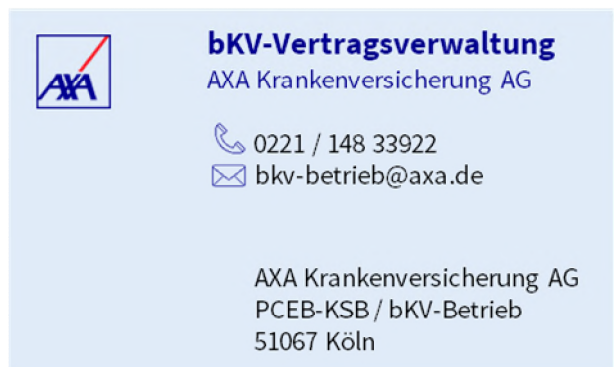 AXA
bKV-Vertragsverwaltung
AXA Krankenversicherung AG
0221 / 148 33922
bkv-betrieb@axa.de
AXA Krankenversicherung AG
PCEB-KSB / bKV-Betrieb
51067 Köln